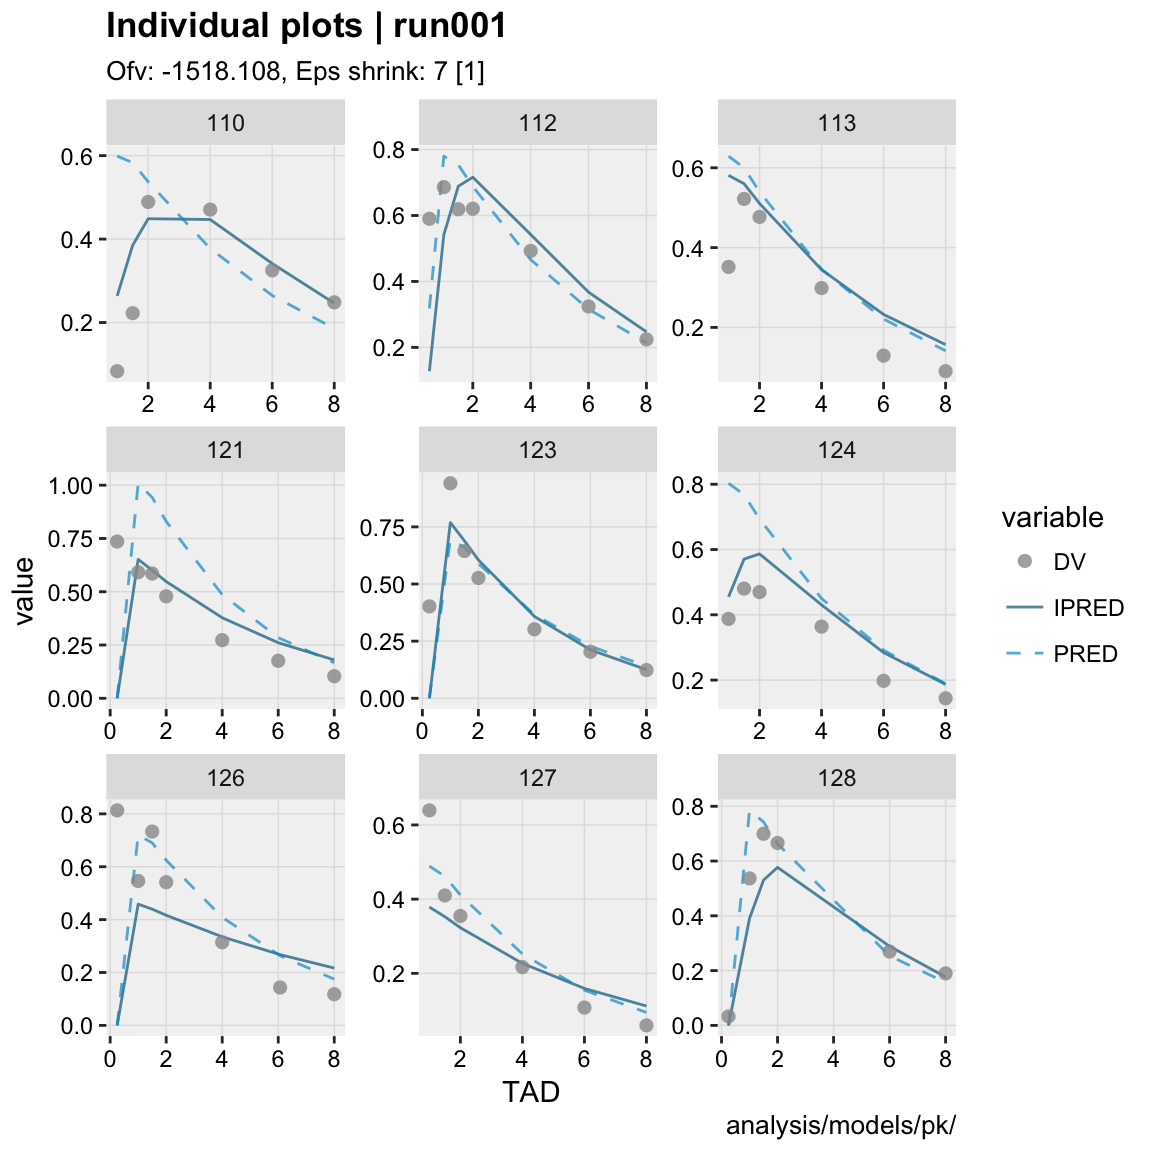 Individual plots | run001
Ofv: -1518.108, Eps shrink: 7 [1]
110 112 113
0.6
0.4
0.2
2 4 6 8
0.8
0.6
0.4
0.2
2 4 6 8
0.6
0.4
0.2
2 4 6 8
121 123 124
1.00
0.75
0.50
0.25
0.00
0 2 4 6 8
0.75
0.50
0.25
0.00
0 2 4 6 8
0.8
0.6
0.4
0.2
2 4 6 8
126 127 128
0.8
0.6
0.4
0.2
0.0
0 2 4 6 8
0.6
0.4
0.2
2 4 6 8
0.8
0.6
0.4
0.2
0.0
0 2 4 6 8
value
TAD
variable
DV
IPRED
PRED
analysis/models/pk/